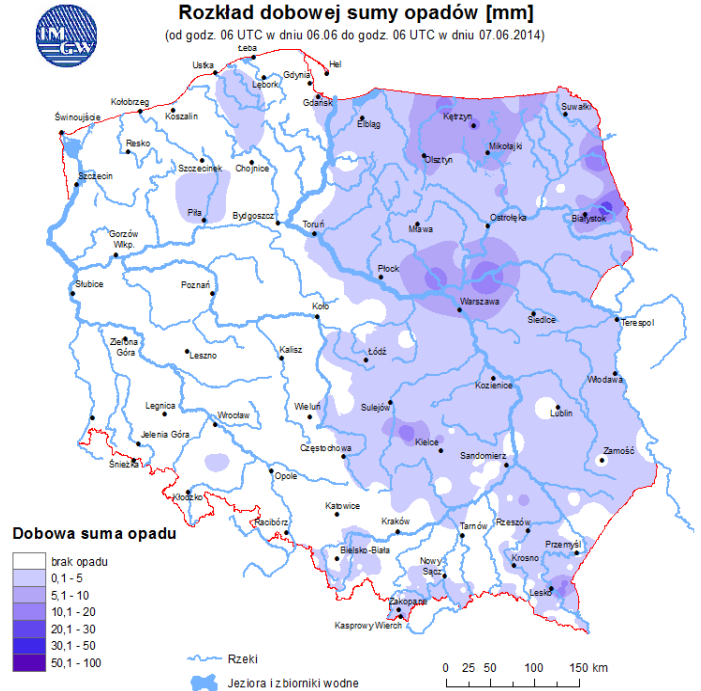 IM
GW
Rozkład dobowej sumy opadów [mm]
(od godz. 06 UTC w dniu 06.06 do godz. 06 UTC w dniu 07.06.2014)
Łeba
Ustka
Hel
Lębork
Gdynia
Gdańsk
Kołobrzeg
Koszalin
Świnoujście
Elbląg
Kętrzyn
Suwałki
Resko
Mikołajki
Olsztyn
Szczecinek
Chojnice
Szczecin
Piła
Bydgoszcz
Toruń
Mława
Ostrołęka
Białystok
Gorzów
Wlkp.
Płock
Słubice
Poznań
Koło
Warszawa
Siedlce
Terespol
Zielona
Góra
Leszno
Kalisz
Łódź
Kozienice
Włodawa
Legnica
Wrocław
Wieluń
Sulejów
Lublin
Jelenia Góra
Kielce
Częstochowa
Sandomierz
Zamość
Śnieżka
Opole
Kłodzko
Katowice
Racibórz
Kraków
Tarnów
Rzeszów
Bielsko-Biała
Przemyśl
Nowy
Sącz
Krosno
Lesko
Zakopane
Kasprowy Wierch
Dobowa suma opadu
brak opadu
0,1 - 5
5,1 - 10
10,1 - 20
20,1 - 30
30,1 - 50
50,1 - 100
Rzeki
Jeziora i zbiorniki wodne
0 25 50 100 150 km